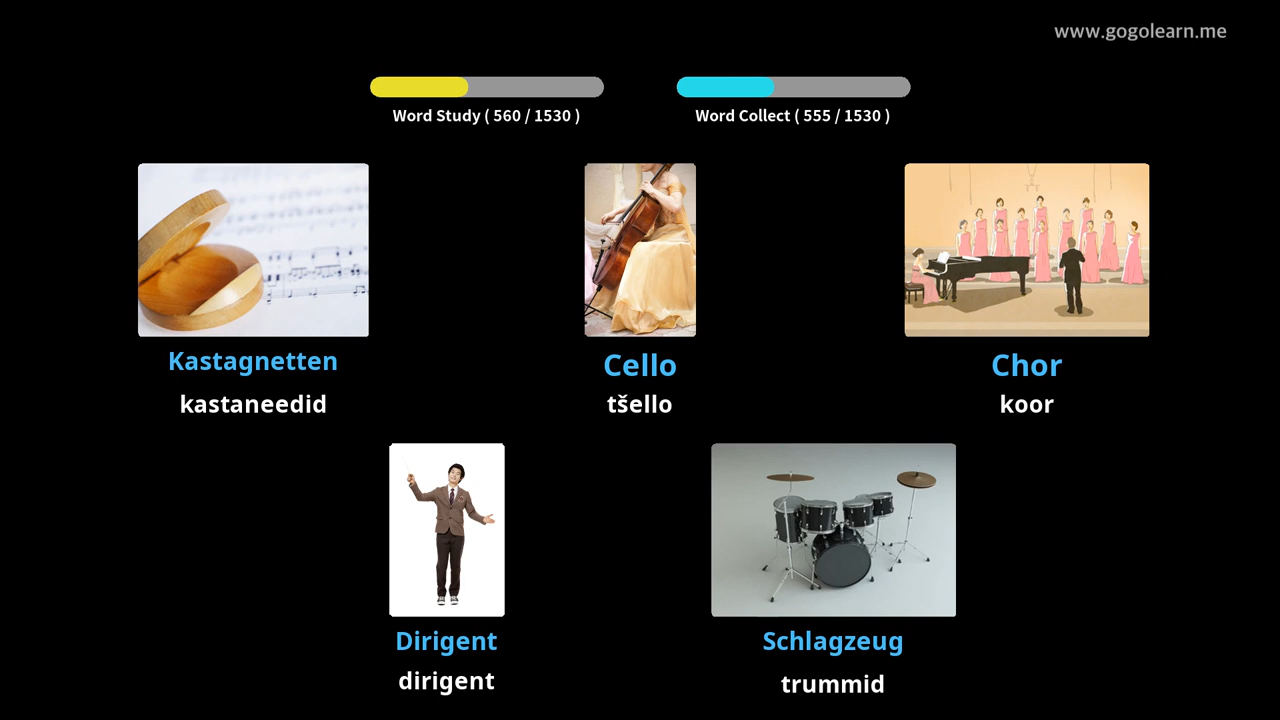 www.gogolearn.me
Word Study ( 560 / 1530 )
Word Collect ( 555 / 1530 )
Kastagnetten
kastaneedid
Cello
tšello
Chor
koor
Dirigent
dirigent
Schlagzeug
trummid